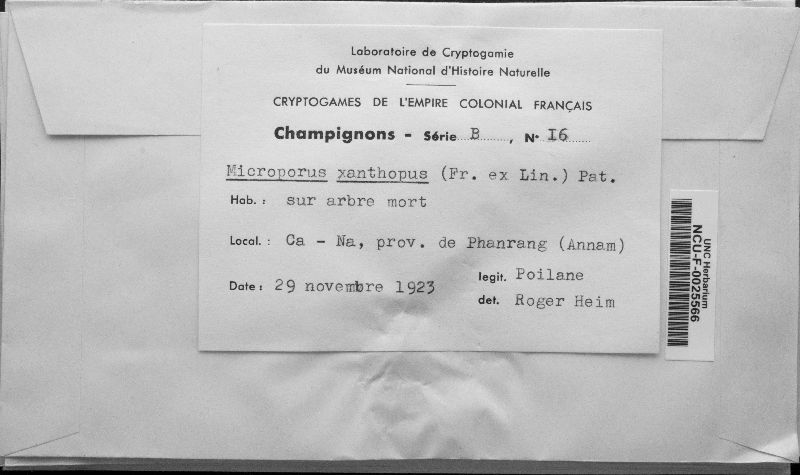 Laboratoire de Cryptogamie
du Muséum National d'Histoire Naturelle
CRYPTOGAMES DE L'EMPIRE COLONIAL FRANÇAIS
Champignons - Série B , N° I6
Microporus xanthopus (Fr. ex Lin.) Pat.
Hab. : sur arbre mort
Local. : Ca - Na, prov. de Phanrang (Annam)
Date : 29 novembre 1923
legit. Poilane
det. Roger Heim
UNC Herbarium
NCU-F-0025566